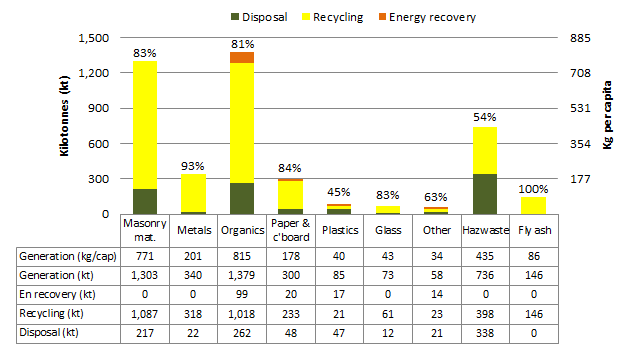 Disposal Recycling Energy recovery
1,500 885
1,200 708
900 531
600 354
300 177
0
Kilotonnes (kt)
Kg per capita
83% 93% 81% 84% 45% 83% 63% 54% 100%
Masonry mat. Metals Organics Paper & c'board Plastics Glass Other Hazwaste Fly ash
Generation (kg/cap) 771 201 815 178 40 43 34 435 86
Generation (kt) 1,303 340 1,379 300 85 73 58 736 146
En recovery (kt) 0 0 99 20 17 0 14 0 0
Recycling (kt) 1,087 318 1,018 233 21 61 23 398 146
Disposal (kt) 217 22 262 48 47 12 21 338 0